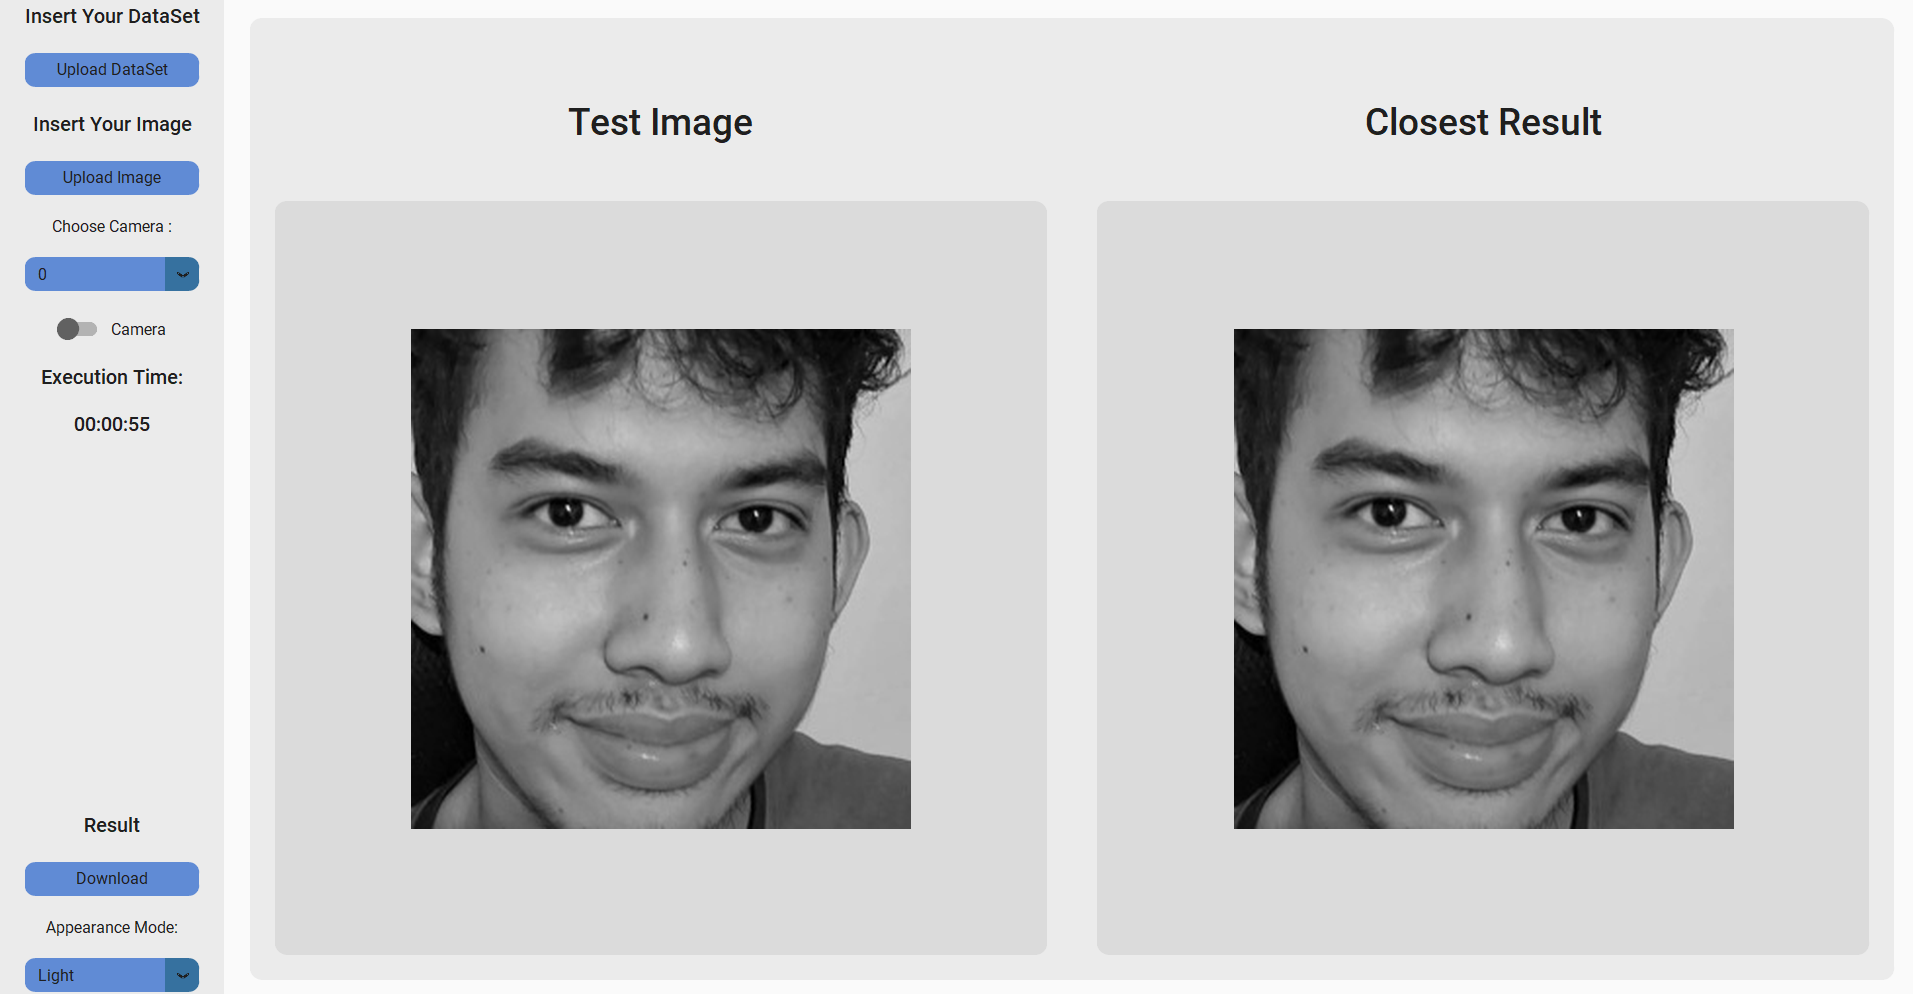 Insert Your DataSet
Upload DataSet
Insert Your Image
Upload Image
Choose Camera :
0
Camera
Execution Time:
00:00:55
Result
Download
Appearance Mode:
Light
Test Image
Closest Result